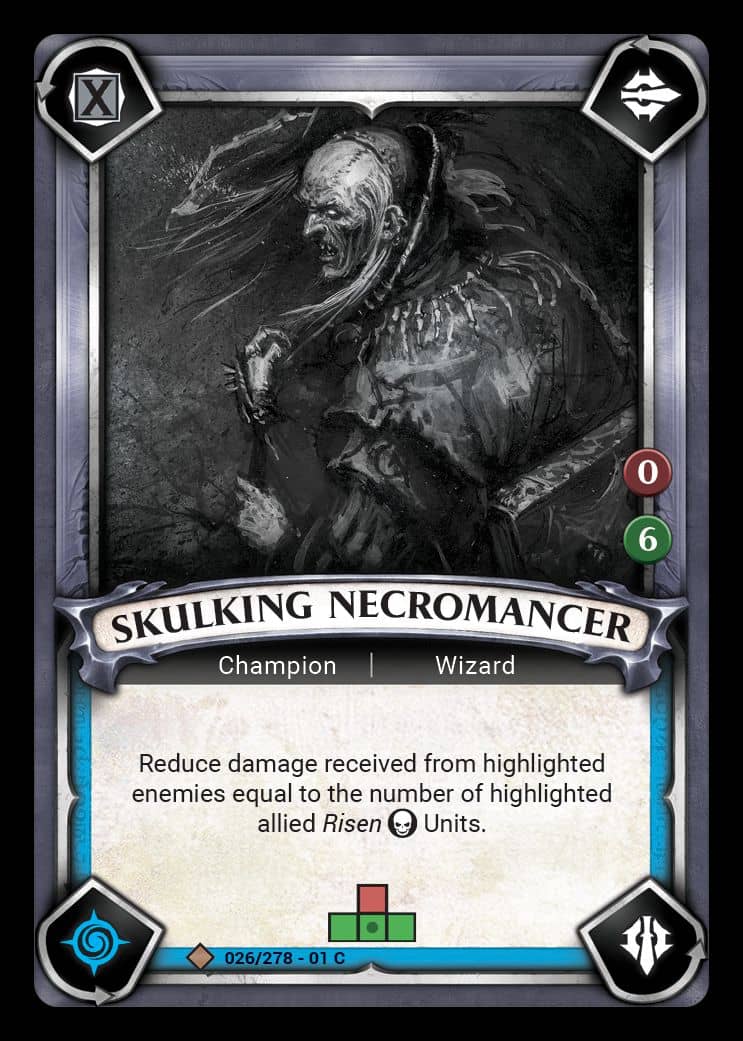 X
0
6
SKULKING NECROMANCER
Champion | Wizard
Reduce damage received from highlighted
enemies equal to the number of highlighted
allied Risen Units.
026/278 - 01 C